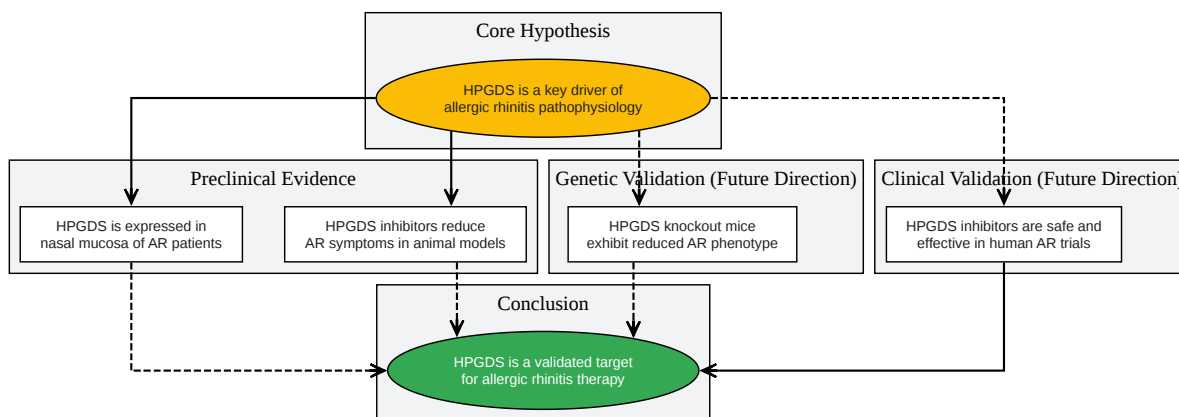 Core Hypothesis
HPGDS is a key driver of
allergic rhinitis pathophysiology
Preclinical Evidence
HPGDS is expressed in
nasal mucosa of AR patients
HPGDS inhibitors reduce
AR symptoms in animal models
Genetic Validation (Future Direction)
HPGDS knockout mice
exhibit reduced AR phenotype
Clinical Validation (Future Direction)
HPGDS inhibitors are safe and
effective in human AR trials
Conclusion
HPGDS is a validated target
for allergic rhinitis therapy